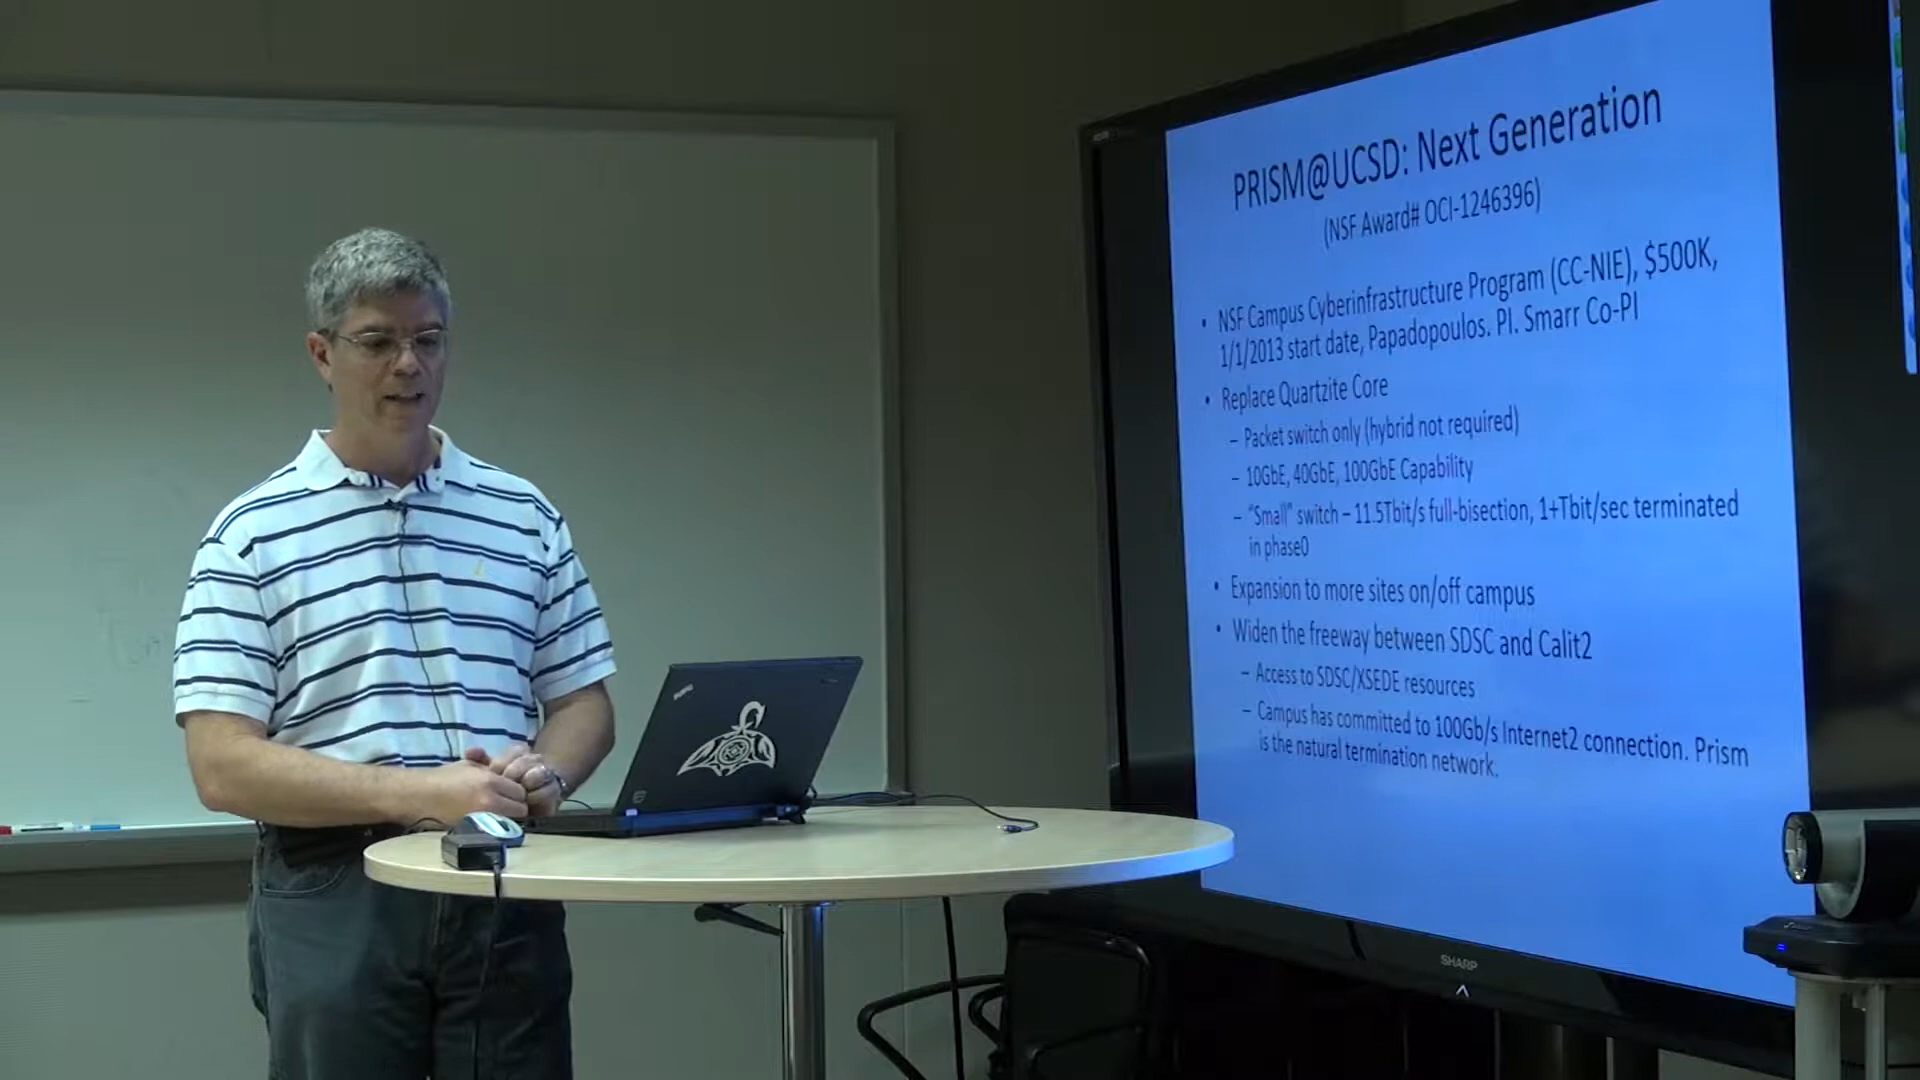 PRISM@UCSD: Next Generation
(NSF Award# OCI-1246396)
• NSF Campus Cyberinfrastructure Program (CC-NIE), $500K,
1/1/2013 start date, Papadopoulos. PI. Smarr Co-PI
• Replace Quartzite Core
– Packet switch only (hybrid not required)
– 10GbE, 40GbE, 100GbE Capability
– “Small” switch – 11.5Tbit/s full-bisection, 1+Tbit/sec terminated
in phase0
• Expansion to more sites on/off campus
• Widen the freeway between SDSC and Calit2
– Access to SDSC/XSEDE resources
– Campus has committed to 100Gb/s Internet2 connection. Prism
is the natural termination network.
SHARP
ThinkPad